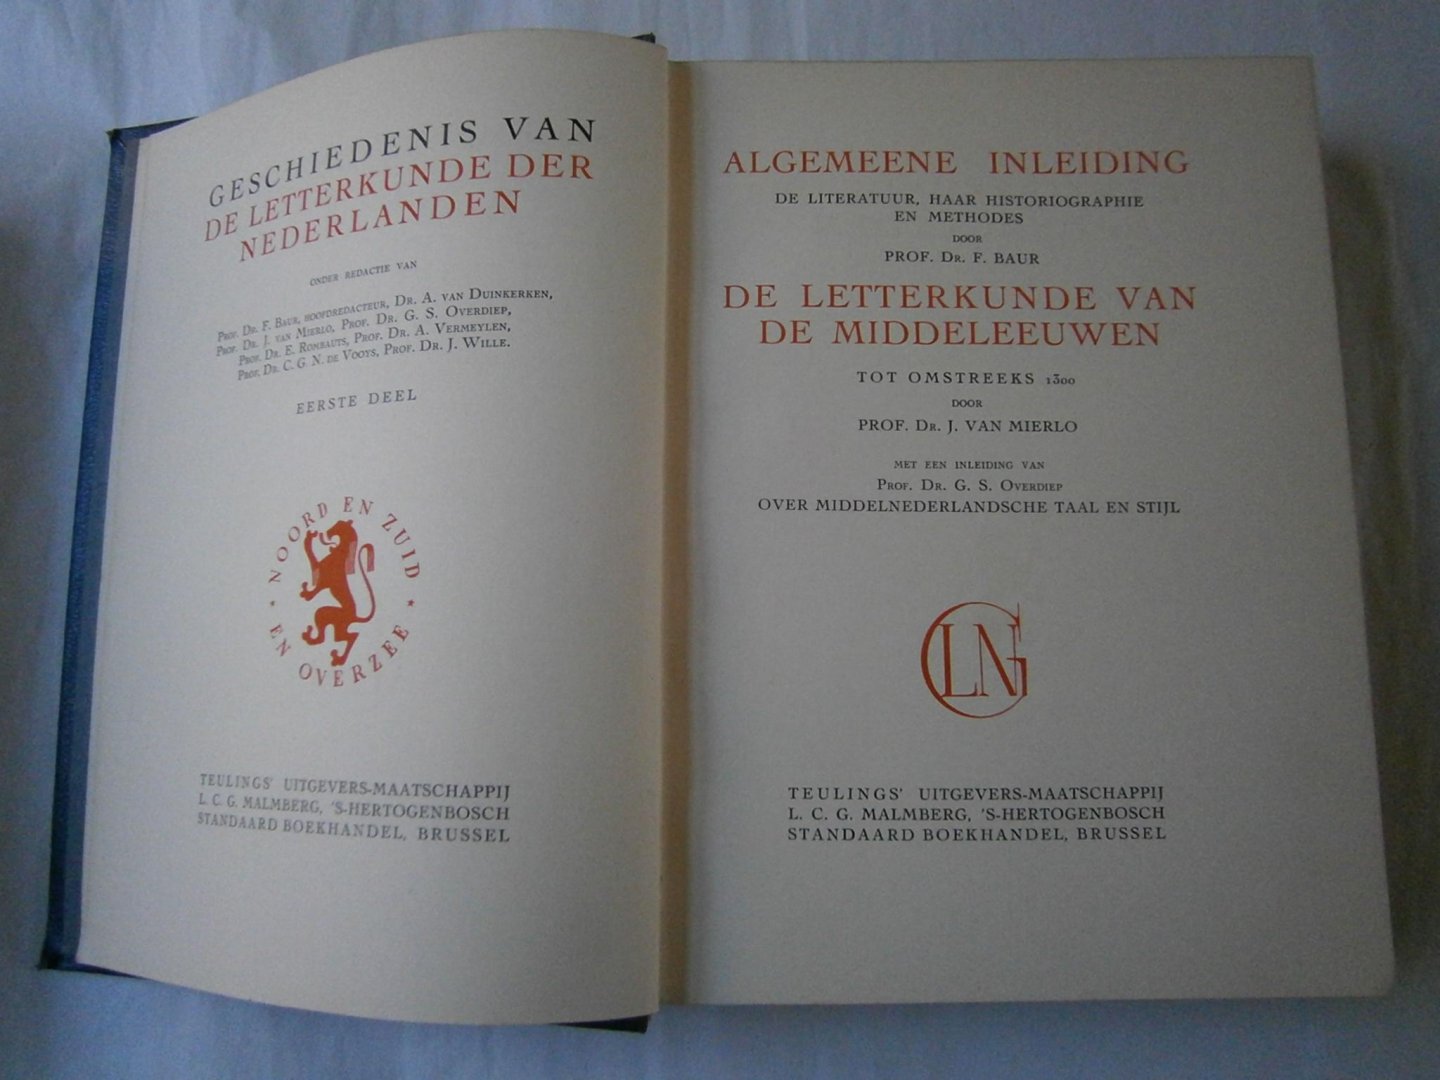 GESCHIEDENIS VAN
DE LETTERKUNDE DER
NEDERLANDEN
ONDER REDACTIE VAN
PROF. DR. F. BAUR, HOOFDREDACTEUR, DR. A. VAN DUINKERKEN,
PROF. DR. J. VAN MIERLO, PROF. DR. G. S. OVERDIEP,
PROF. DR. E. ROMBAUTS, PROF. DR. A. VERMEYLEN,
PROF. DR. C. G. N. DE VOOYS, PROF. DR. J. WILLE.
EERSTE DEEL
NOORD EN ZUID
* EN OVERZEE *
TEULINGS' UITGEVERS-MAATSCHAPPIJ
L. C. G. MALMBERG, 'S-HERTOGENBOSCH
STANDAARD BOEKHANDEL, BRUSSEL
ALGEMEENE INLEIDING
DE LITERATUUR, HAAR HISTORIOGRAPHIE
EN METHODES
DOOR
PROF. DR. F. BAUR
DE LETTERKUNDE VAN
DE MIDDELEEUWEN
TOT OMSTREEKS 1300
DOOR
PROF. DR. J. VAN MIERLO
MET EEN INLEIDING VAN
PROF. DR. G. S. OVERDIEP
OVER MIDDELNEDERLANDSCHE TAAL EN STIJL
GLN
TEULINGS' UITGEVERS-MAATSCHAPPIJ
L. C. G. MALMBERG, 'S-HERTOGENBOSCH
STANDAARD BOEKHANDEL, BRUSSEL